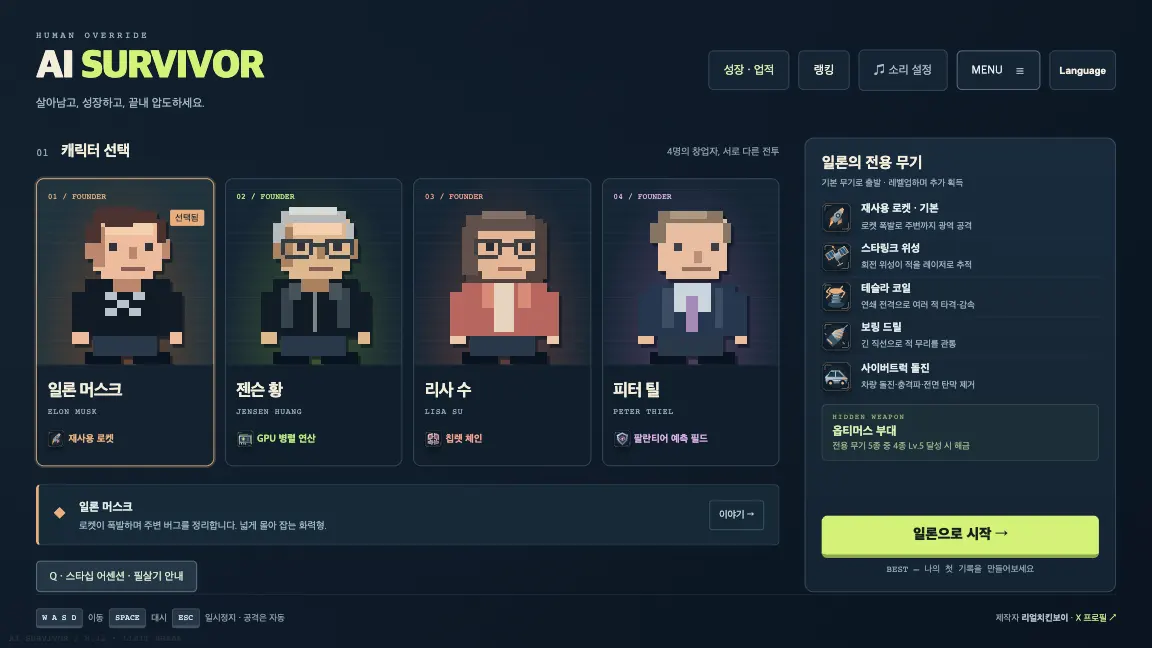 HUMAN OVERRIDE
AI SURVIVOR
살아남고, 성장하고, 끝내 압도하세요.
성장 · 업적
랭킹
소리 설정
MENU
Language
01 캐릭터 선택
4명의 창업자, 서로 다른 전투
01 / FOUNDER
선택됨
일론 머스크
ELON MUSK
재사용 로켓
02 / FOUNDER
젠슨 황
JENSEN HUANG
GPU 병렬 연산
03 / FOUNDER
리사 수
LISA SU
칩렛 체인
04 / FOUNDER
피터 틸
PETER THIEL
팔란티어 예측 필드
일론 머스크
로켓이 폭발하며 주변 버그를 정리합니다. 넓게 몰아 잡는 화력형.
이야기 →
Q · 스타십 어센션 · 필살기 안내
일론의 전용 무기
기본 무기로 출발 · 레벨업하며 추가 획득
재사용 로켓 · 기본
로켓 폭발로 주변까지 광역 공격
스타링크 위성
회전 위성이 적을 레이저로 추적
테슬라 코일
연쇄 전격으로 여러 적 타격·감속
보링 드릴
긴 직선으로 적 무리를 관통
사이버트럭 돌진
차량 돌진·충격파·전면 탄막 제거
HIDDEN WEAPON
옵티머스 부대
전용 무기 5종 중 4종 Lv.5 달성 시 해금
일론으로 시작 →
BEST — 나의 첫 기록을 만들어보세요
W A S D 이동 SPACE 대시 ESC 일시정지 · 공격은 자동
제작자 리얼치킨보이 · X 프로필 ↗